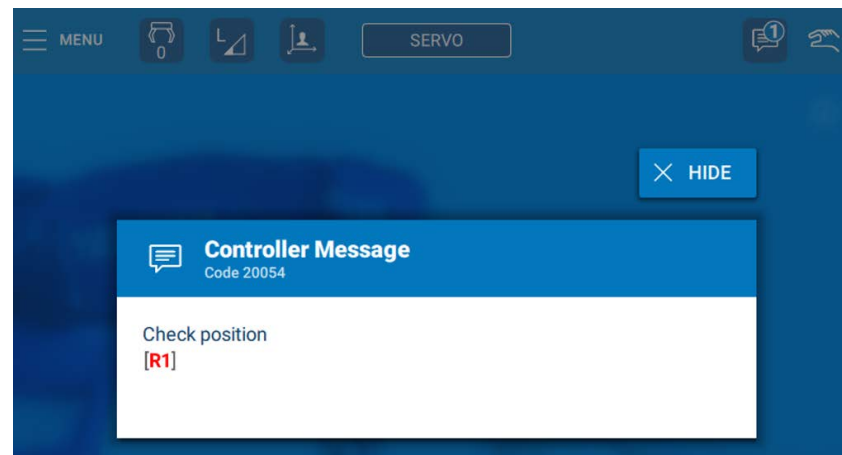 MENU
0
L
SERVO
1
HIDE
Controller Message
Code 20054
Check position
[R1]